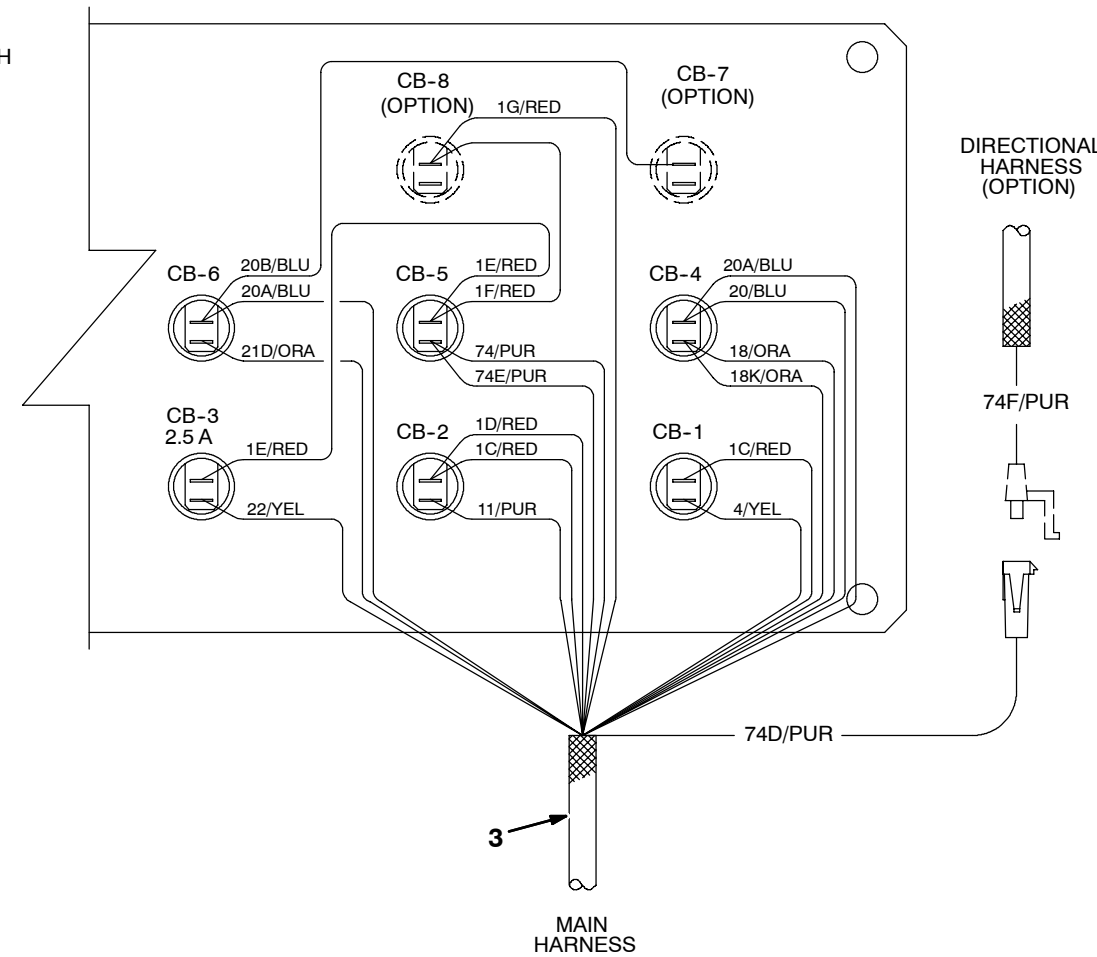 H
CB-8
(OPTION)
CB-7
(OPTION)
1G/RED
DIRECTIONAL
HARNESS
(OPTION)
CB-6
20B/BLU
20A/BLU
21D/ORA
CB-5
1E/RED
1F/RED
74/PUR
74E/PUR
CB-4
20A/BLU
20/BLU
18/ORA
18K/ORA
74F/PUR
CB-3
2.5 A
1E/RED
22/YEL
CB-2
1D/RED
1C/RED
11/PUR
CB-1
1C/RED
4/YEL
74D/PUR
3
MAIN
HARNESS